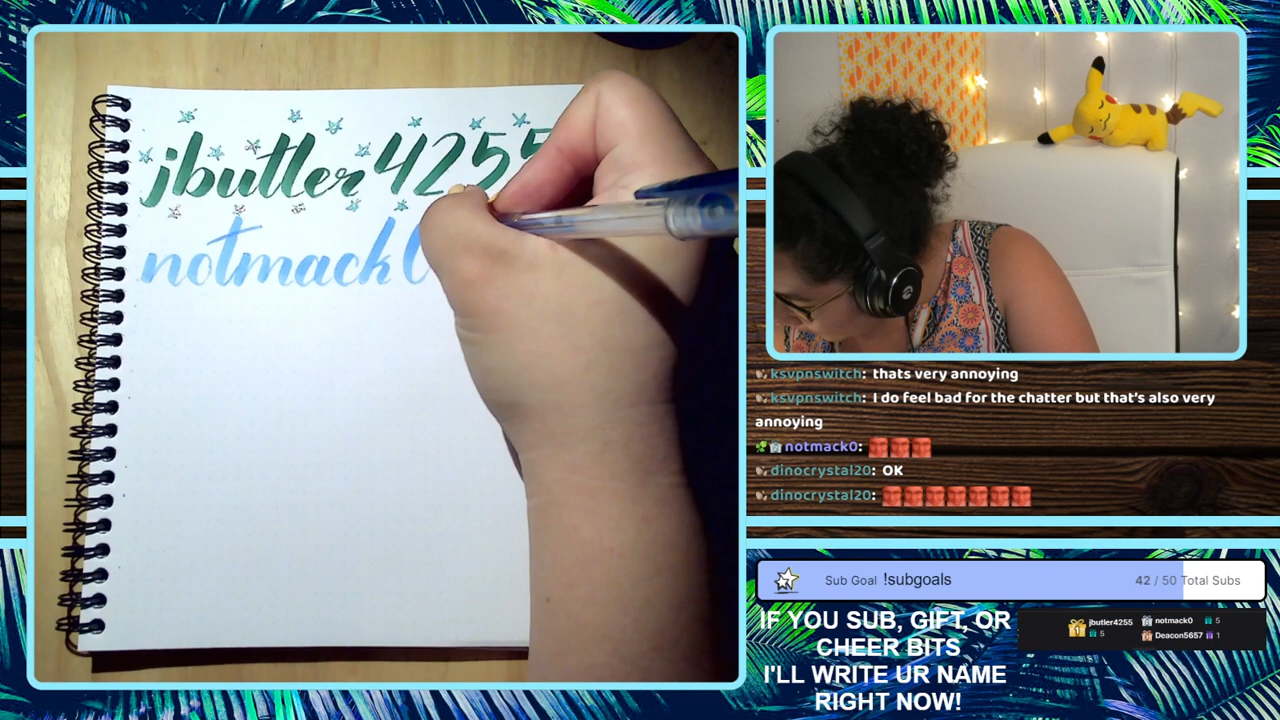 jbutler4255
notmack0
ksvpnswitch: thats very annoying
ksvpnswitch: I do feel bad for the chatter but that's also very
annoying
notmack0:
dinocrystal20: OK
dinocrystal20:
Sub Goal !subgoals 42 / 50 Total Subs
IF YOU SUB, GIFT, OR
CHEER BITS
I'LL WRITE UR NAME
RIGHT NOW!
1 jbutler4255 5
notmack0 5
Deacon5657 1